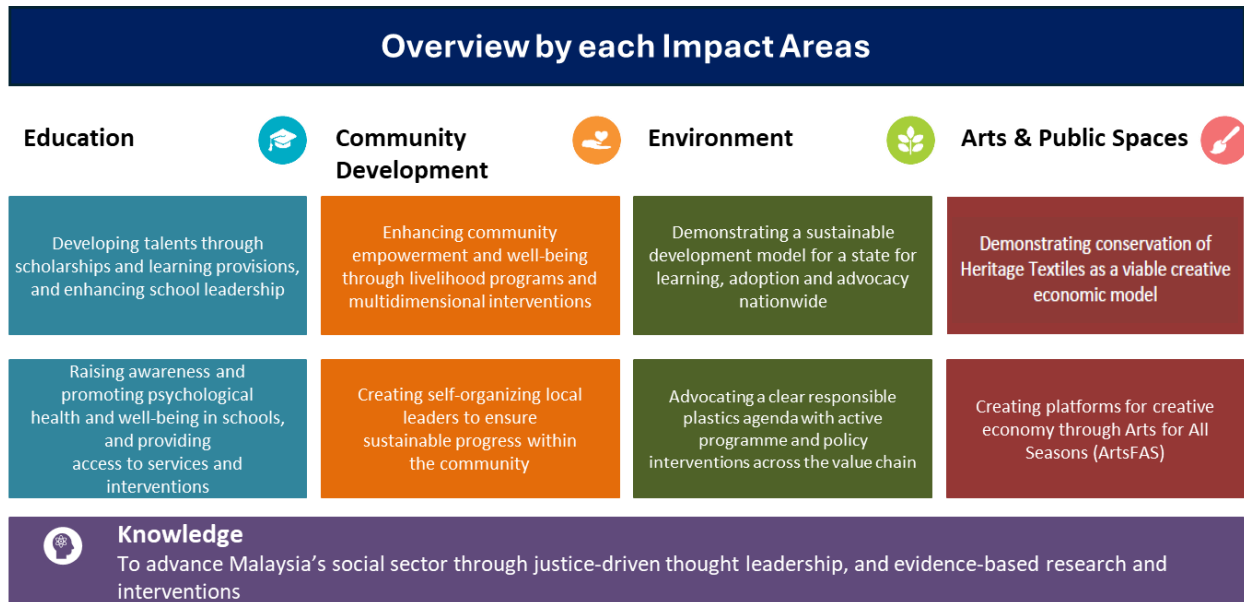 Overview by each Impact Areas
Education
Community
Development
Environment
Arts & Public Spaces
Developing talents through
scholarships and learning provisions,
and enhancing school leadership
Enhancing community
empowerment and well-being
through livelihood programs and
multidimensional interventions
Demonstrating a sustainable
development model for a state for
learning, adoption and advocacy
nationwide
Demonstrating conservation of
Heritage Textiles as a viable creative
economic model
Raising awareness and
promoting psychological
health and well-being in schools,
and providing
access to services and
interventions
Creating self-organizing local
leaders to ensure
sustainable progress within
the community
Advocating a clear responsible
plastics agenda with active
programme and policy
interventions across the value chain
Creating platforms for creative
economy through Arts for All
Seasons (ArtsFAS)
Knowledge
To advance Malaysia’s social sector through justice-driven thought leadership, and evidence-based research and
interventions